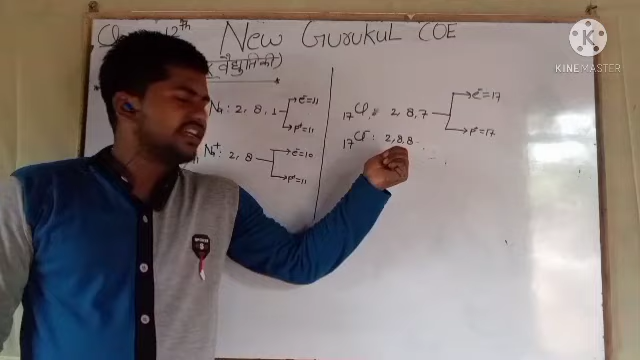 12th New Gurukul COE
वैद्युतिकी)
Na : 2, 8, 1
e⁻=11
p⁺=11
Na⁺ : 2, 8
e⁻=10
p⁺=11
₁₇Cl : 2, 8, 7
e⁻=17
p⁺=17
₁₇Cl⁻ : 2, 8, 8
KINEMASTER